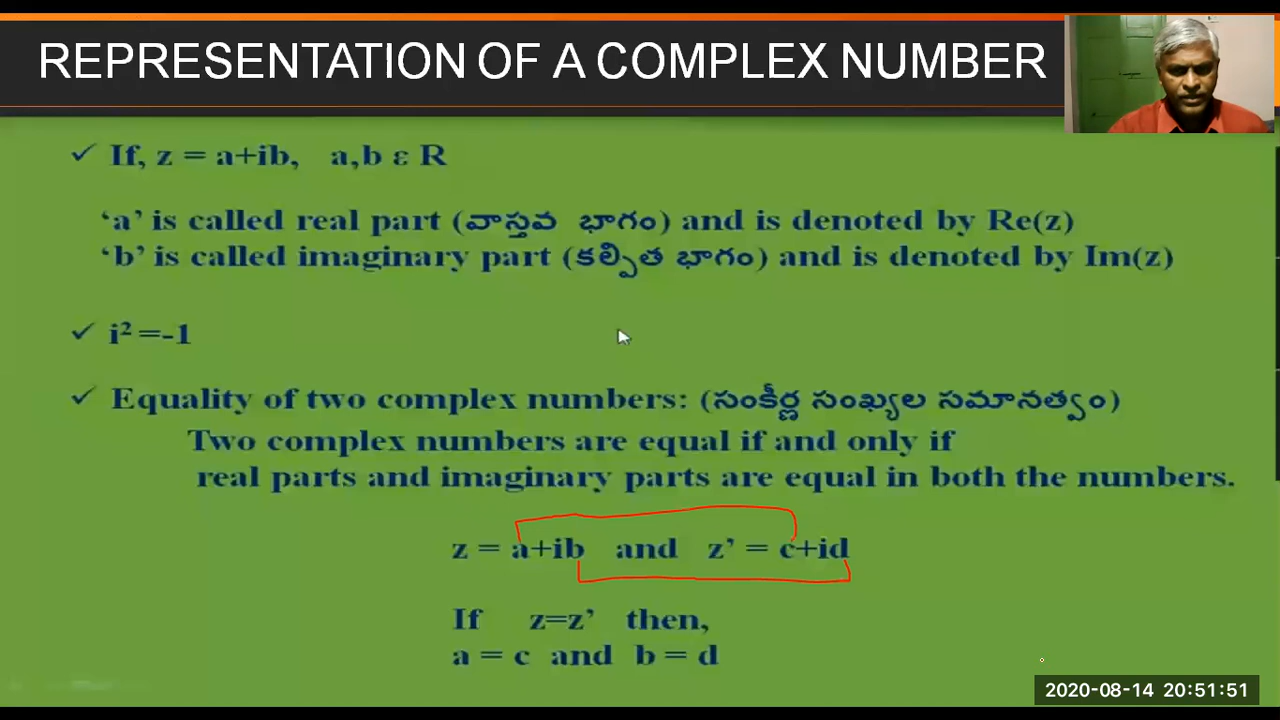 REPRESENTATION OF A COMPLEX NUMBER
✓ If, z = a+ib, a,b ε R
‘a’ is called real part (వాస్తవ భాగం) and is denoted by Re(z)
‘b’ is called imaginary part (కల్పిత భాగం) and is denoted by Im(z)
✓ i² =-1
✓ Equality of two complex numbers: (సంకీర్ణ సంఖ్యల సమానత్వం)
Two complex numbers are equal if and only if
real parts and imaginary parts are equal in both the numbers.
z = a+ib and z’ = c+id
If z=z’ then,
a = c and b = d
2020-08-14 20:51:51